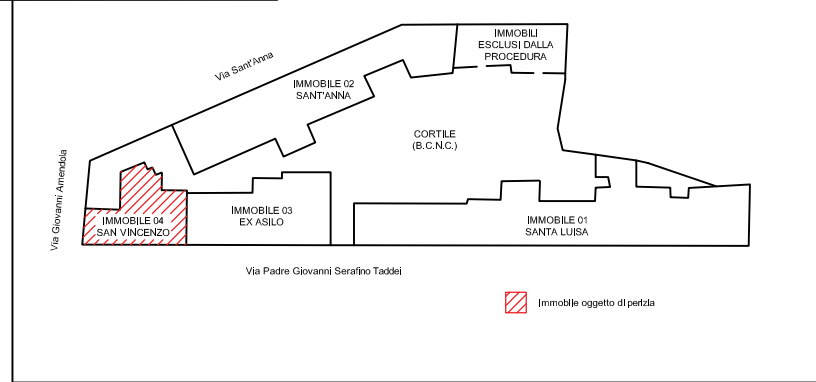 IMMOBILI
ESCLUSI DALLA
PROCEDURA
Via Sant'Anna
IMMOBILE 02
SANT'ANNA
CORTILE
(B.C.N.C.)
Via Giovanni Amendola
IMMOBILE 04
SAN VINCENZO
IMMOBILE 03
EX ASILO
IMMOBILE 01
SANTA LUISA
Via Padre Giovanni Serafino Taddei
Immobile oggetto di perizia